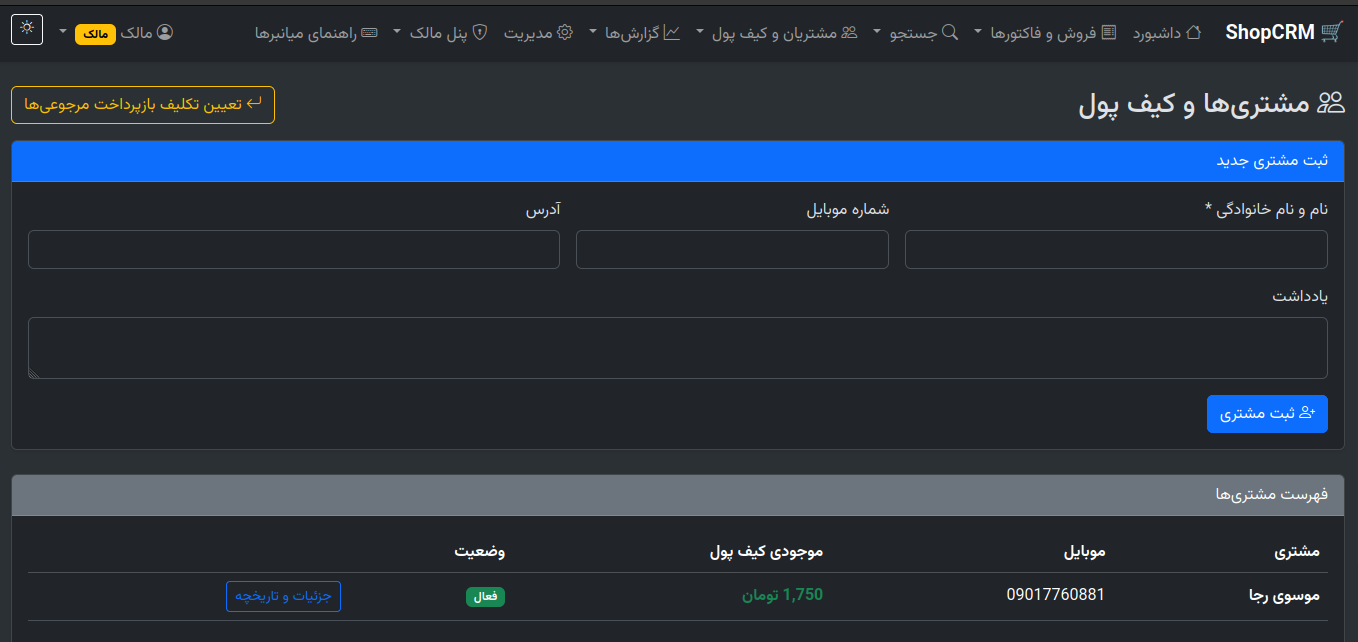 ShopCRM
داشبورد
فروش و فاکتورها
جستجو
مشتریان و کیف پول
گزارش‌ها
مدیریت
پنل مالک
راهنمای میانبرها
مالک مالک
مشتری‌ها و کیف پول
تعیین تکلیف بازپرداخت مرجوعی‌ها
ثبت مشتری جدید
نام و نام خانوادگی *
شماره موبایل
آدرس
یادداشت
ثبت مشتری
فهرست مشتری‌ها
مشتری موبایل موجودی کیف پول وضعیت
موسوی رجا 09017760881 1,750 تومان فعال جزئیات و تاریخچه